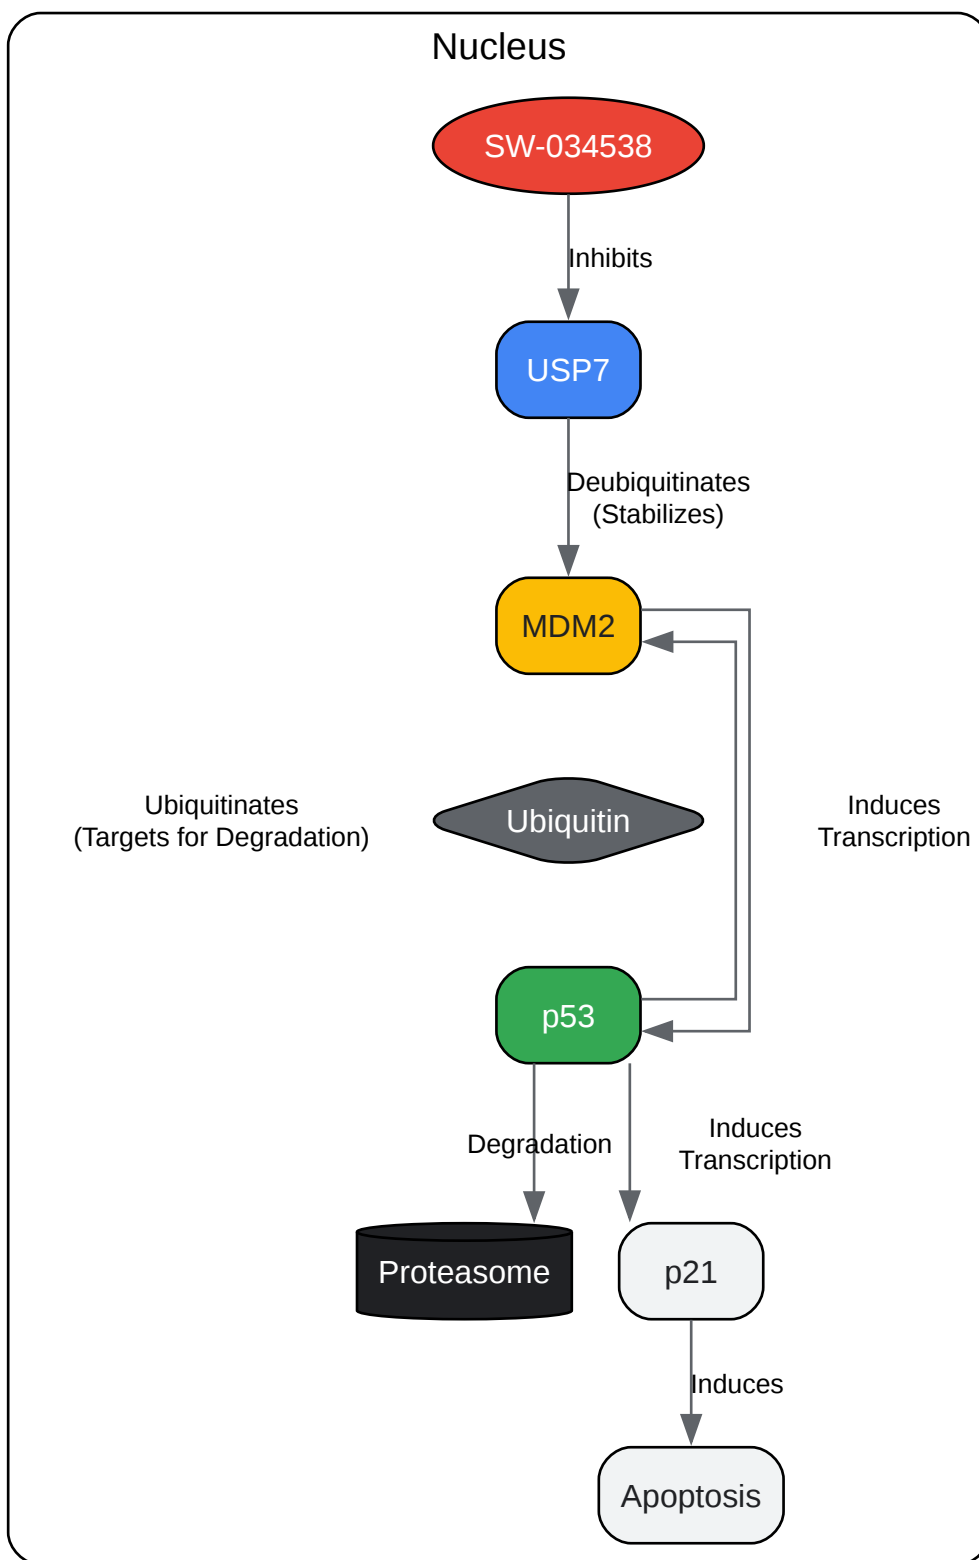 Nucleus
SW-034538
Inhibits
USP7
Deubiquitinates
(Stabilizes)
MDM2
Ubiquitinates
(Targets for Degradation)
Ubiquitin
Induces
Transcription
p53
Degradation
Induces
Transcription
Proteasome
p21
Induces
Apoptosis